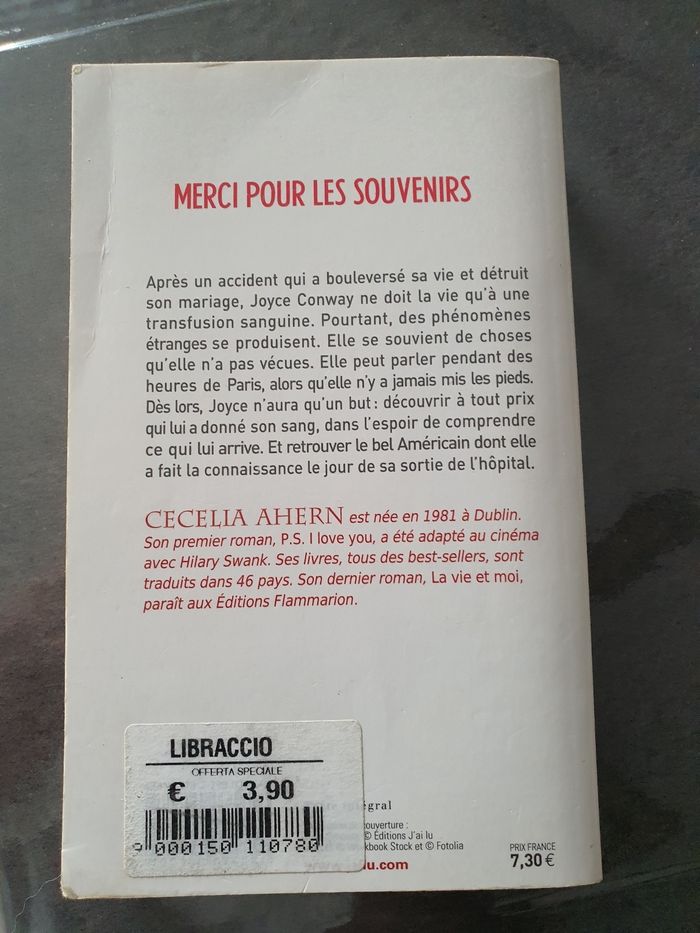 MERCI POUR LES SOUVENIRS
Après un accident qui a bouleversé sa vie et détruit
son mariage, Joyce Conway ne doit la vie qu'à une
transfusion sanguine. Pourtant, des phénomènes
étranges se produisent. Elle se souvient de choses
qu'elle n'a pas vécues. Elle peut parler pendant des
heures de Paris, alors qu'elle n'y a jamais mis les pieds.
Dès lors, Joyce n'aura qu'un but : découvrir à tout prix
qui lui a donné son sang, dans l'espoir de comprendre
ce qui lui arrive. Et retrouver le bel Américain dont elle
a fait la connaissance le jour de sa sortie de l'hôpital.
CECELIA AHERN est née en 1981 à Dublin.
Son premier roman, P.S. I love you, a été adapté au cinéma
avec Hilary Swank. Ses livres, tous des best-sellers, sont
traduits dans 46 pays. Son dernier roman, La vie et moi,
paraît aux Éditions Flammarion.
LIBRACCIO
OFFERTA SPECIALE
€ 3,90
9 000150 110780
© Éditions J'ai lu
Stock et © Fotolia
PRIX FRANCE
7,30 €